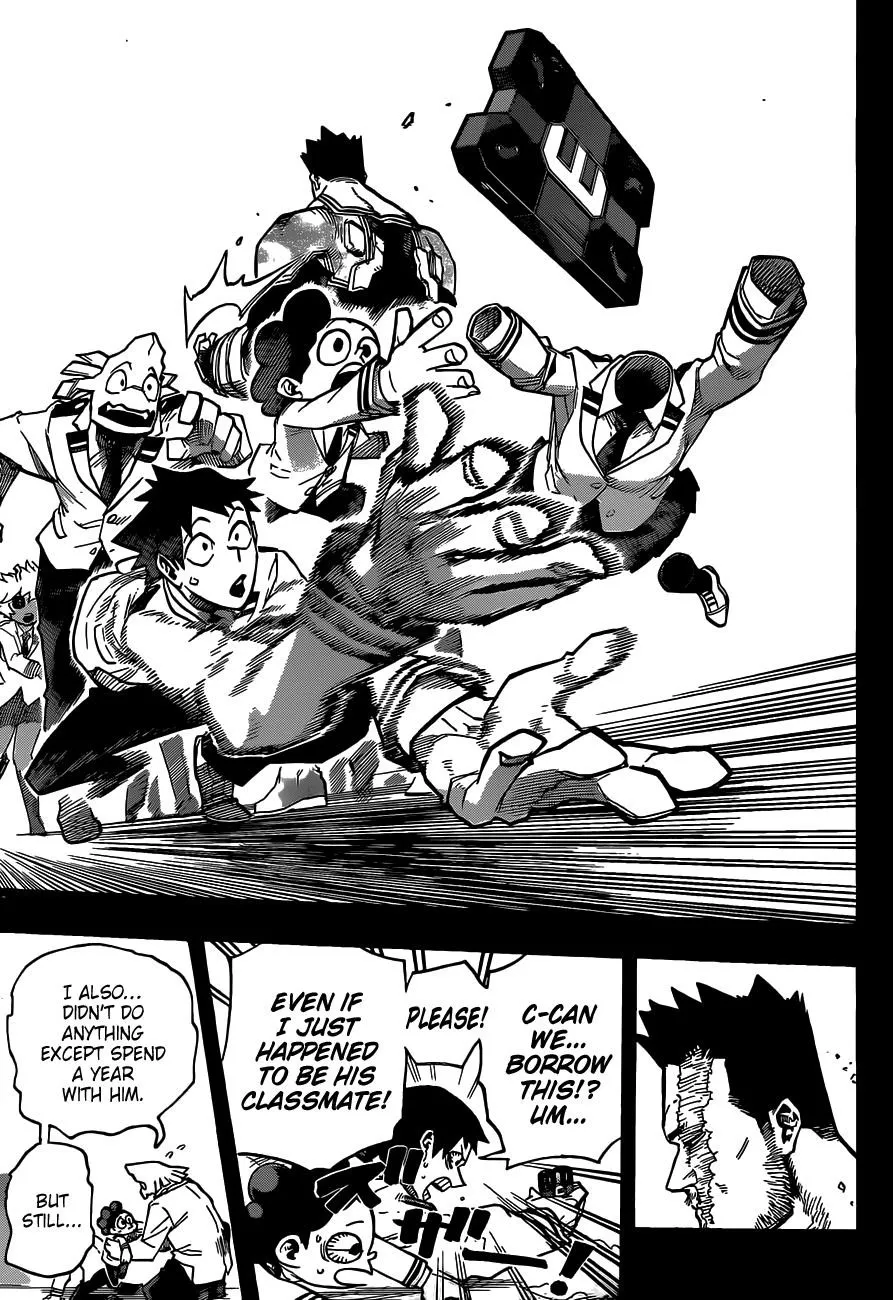 E
C-CAN
WE...
BORROW
THIS!?
UM...
PLEASE!
EVEN IF
I JUST
HAPPENED
TO BE HIS
CLASSMATE!
I ALSO...
DIDN'T DO
ANYTHING
EXCEPT SPEND
A YEAR
WITH HIM.
BUT
STILL...